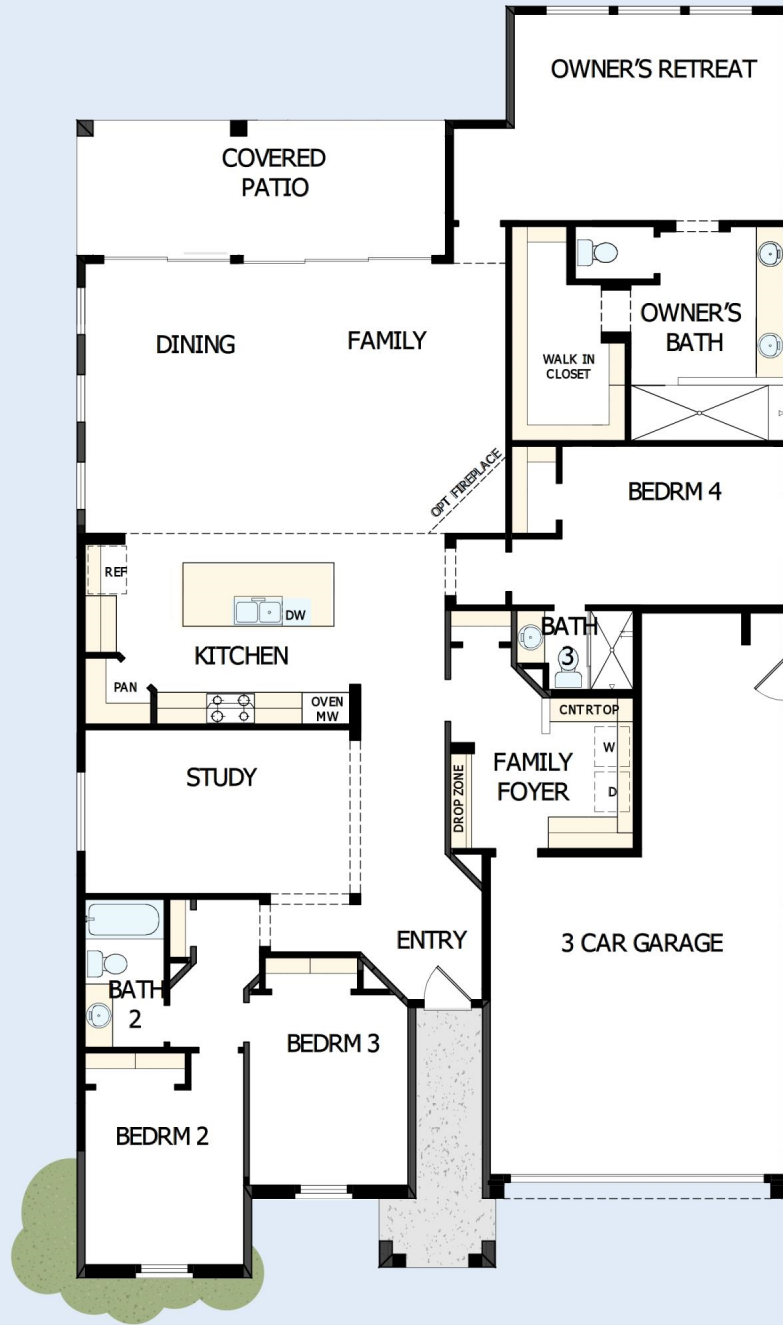 OWNER'S RETREAT
COVERED
PATIO
OWNER'S
BATH
DINING
FAMILY
WALK IN
CLOSET
OPT FIREPLACE
BEDRM 4
REF
DW
KITCHEN
BATH
3
PAN
OVEN
MW
CNTRTOP
W
D
FAMILY
FOYER
DROP ZONE
STUDY
ENTRY
3 CAR GARAGE
BATH
2
BEDRM 3
BEDRM 2